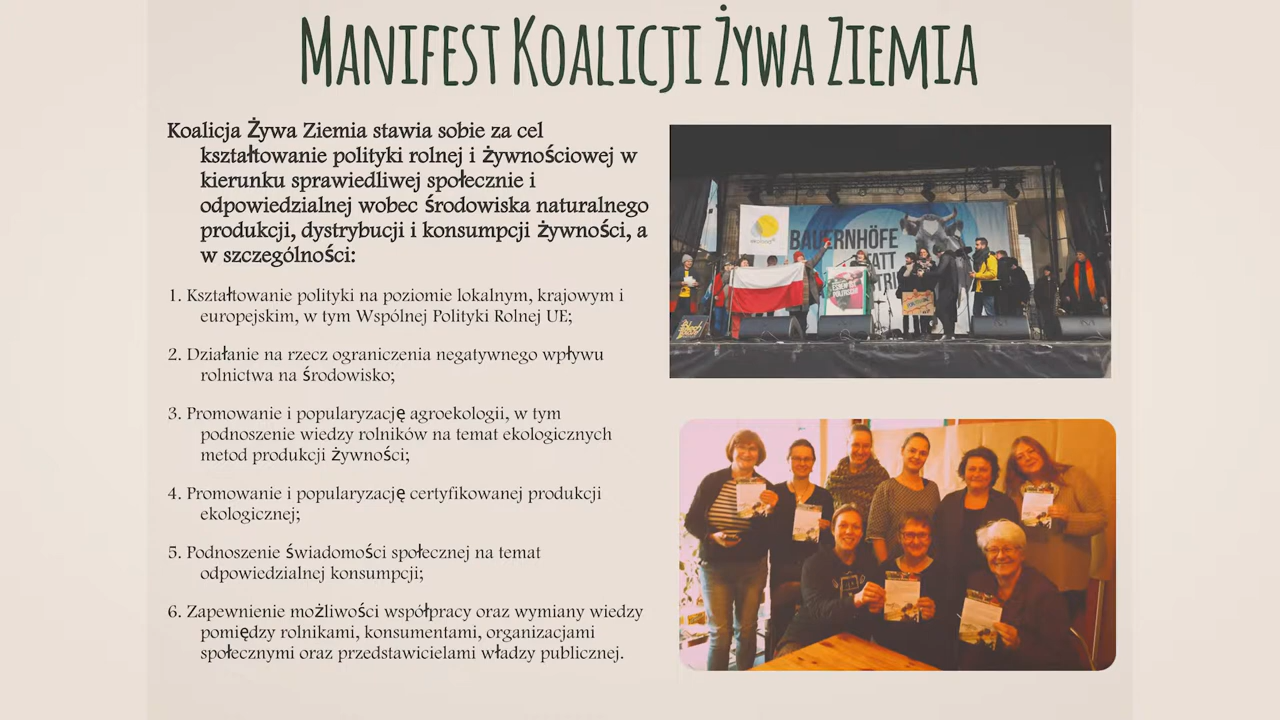 Manifest Koalicji Żywa Ziemia
Koalicja Żywa Ziemia stawia sobie za cel
kształtowanie polityki rolnej i żywnościowej w
kierunku sprawiedliwej społecznie i
odpowiedzialnej wobec środowiska naturalnego
produkcji, dystrybucji i konsumpcji żywności, a
w szczególności:
1. Kształtowanie polityki na poziomie lokalnym, krajowym i
europejskim, w tym Wspólnej Polityki Rolnej UE;
2. Działanie na rzecz ograniczenia negatywnego wpływu
rolnictwa na środowisko;
3. Promowanie i popularyzację agroekologii, w tym
podnoszenie wiedzy rolników na temat ekologicznych
metod produkcji żywności;
4. Promowanie i popularyzację certyfikowanej produkcji
ekologicznej;
5. Podnoszenie świadomości społecznej na temat
odpowiedzialnej konsumpcji;
6. Zapewnienie możliwości współpracy oraz wymiany wiedzy
pomiędzy rolnikami, konsumentami, organizacjami
społecznymi oraz przedstawicielami władzy publicznej.
BAUERNHÖFE